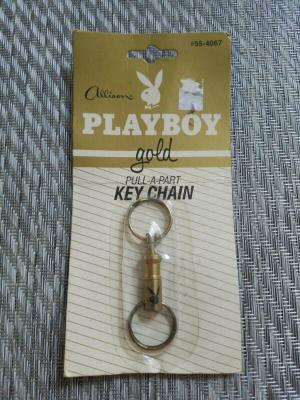 #55-4067
Allison
PLAYBOY
gold
PULL-A-PART
KEY CHAIN